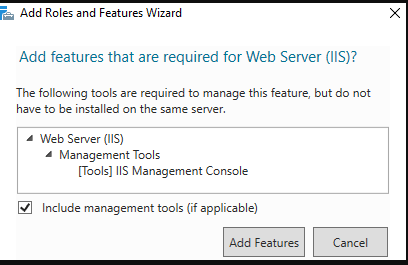 Add Roles and Features Wizard
Add features that are required for Web Server (IIS)?
The following tools are required to manage this feature, but do not
have to be installed on the same server.
Web Server (IIS)
Management Tools
[Tools] IIS Management Console
Include management tools (if applicable)
Add Features
Cancel